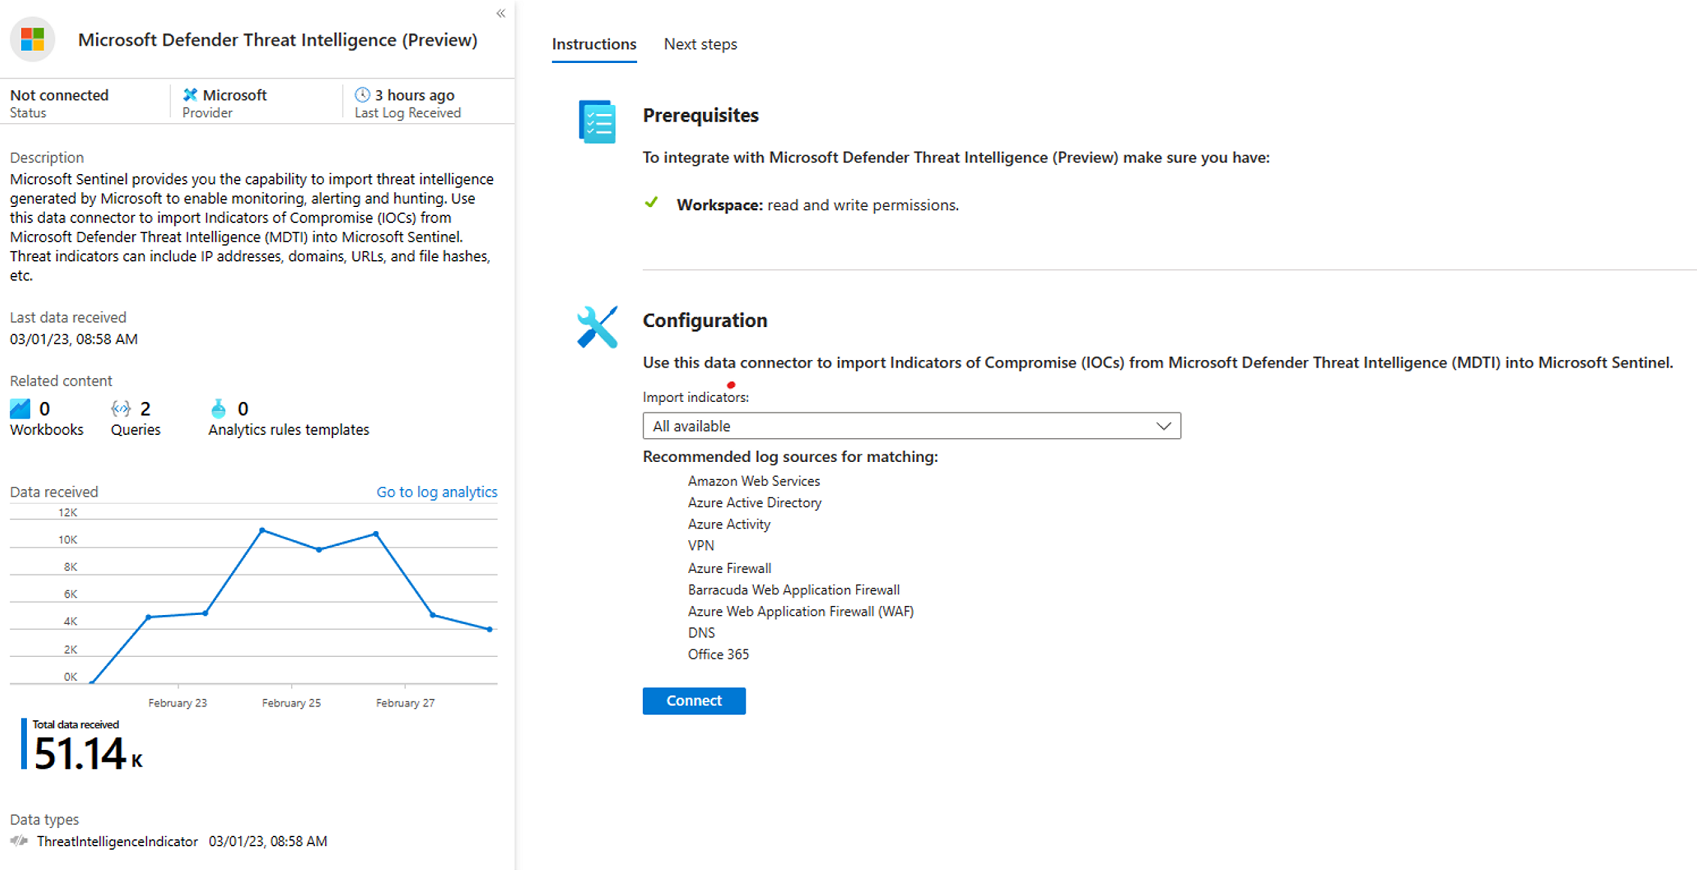 «
Microsoft Defender Threat Intelligence (Preview)
Not connected
Status
Microsoft
Provider
3 hours ago
Last Log Received
Description
Microsoft Sentinel provides you the capability to import threat intelligence
generated by Microsoft to enable monitoring, alerting and hunting. Use
this data connector to import Indicators of Compromise (IOCs) from
Microsoft Defender Threat Intelligence (MDTI) into Microsoft Sentinel.
Threat indicators can include IP addresses, domains, URLs, and file hashes,
etc.
Last data received
03/01/23, 08:58 AM
Related content
0
Workbooks
2
Queries
0
Analytics rules templates
Data received
Go to log analytics
12K
10K
8K
6K
4K
2K
0K
February 23
February 25
February 27
Total data received
51.14 K
Data types
ThreatIntelligenceIndicator 03/01/23, 08:58 AM
Instructions
Next steps
Prerequisites
To integrate with Microsoft Defender Threat Intelligence (Preview) make sure you have:
Workspace: read and write permissions.
Configuration
Use this data connector to import Indicators of Compromise (IOCs) from Microsoft Defender Threat Intelligence (MDTI) into Microsoft Sentinel.
Import indicators:
All available
Recommended log sources for matching:
Amazon Web Services
Azure Active Directory
Azure Activity
VPN
Azure Firewall
Barracuda Web Application Firewall
Azure Web Application Firewall (WAF)
DNS
Office 365
Connect